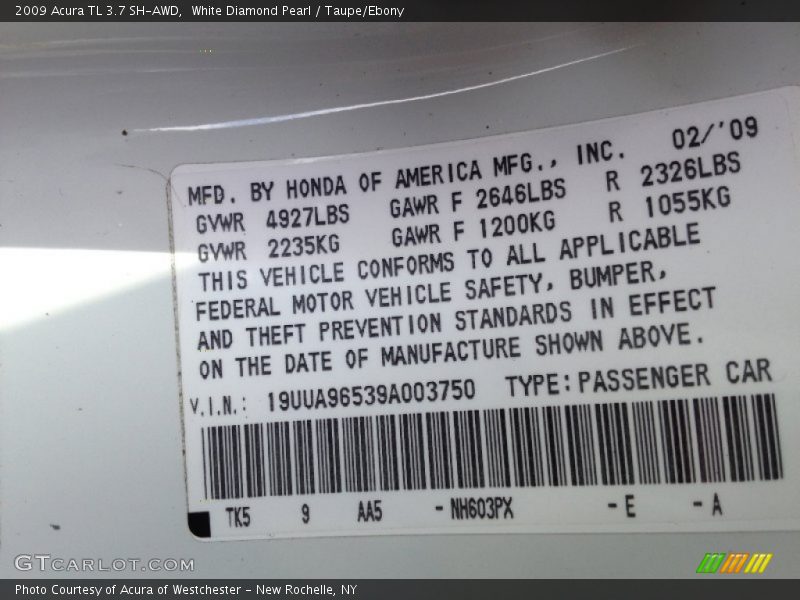 2009 Acura TL 3.7 SH-AWD,  White Diamond Pearl / Taupe/Ebony
MFD. BY HONDA OF AMERICA MFG., INC. 02/'09
GVWR 4927LBS GAWR F 2646LBS R 2326LBS
GVWR 2235KG GAWR F 1200KG R 1055KG
THIS VEHICLE CONFORMS TO ALL APPLICABLE
FEDERAL MOTOR VEHICLE SAFETY, BUMPER,
AND THEFT PREVENTION STANDARDS IN EFFECT
ON THE DATE OF MANUFACTURE SHOWN ABOVE.
V.I.N.: 19UUA96539A003750 TYPE: PASSENGER CAR
TK5 9 AA5 - NH603PX - E - A
GTCARLOT.COM
Photo Courtesy of Acura of Westchester - New Rochelle, NY